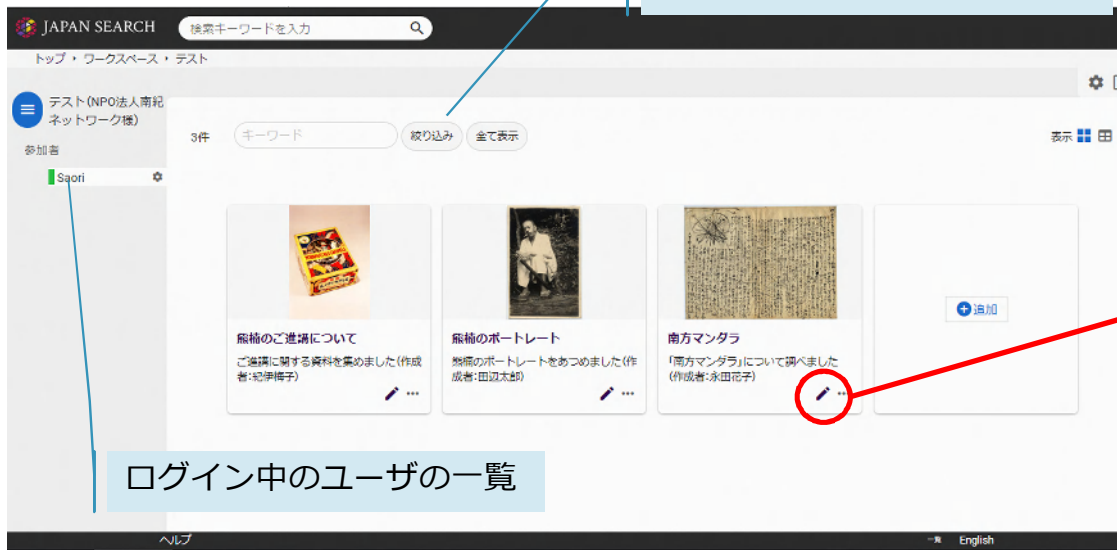 JAPAN SEARCH
検索キーワードを入力
トップ ・ ワークスペース ・ テスト
テスト(NPO法人南紀
ネットワーク様)
参加者
Saori
3件
キーワード
絞り込み
全て表示
表示
熊楠のご進講について
ご進講に関する資料を集めました(作成
者:紀伊梅子)
熊楠のポートレート
熊楠のポートレートをあつめました(作
成者:田辺太郎)
南方マンダラ
「南方マンダラ」について調べました
(作成者:永田花子)
追加
ログイン中のユーザの一覧
ヘルプ
一覧
English